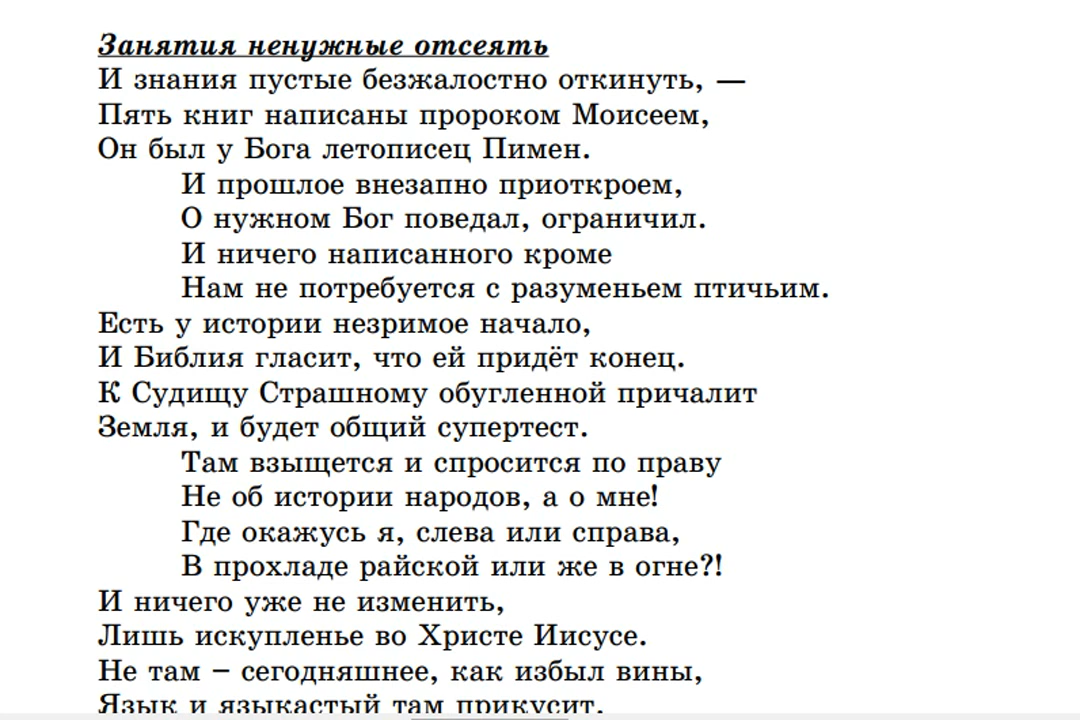 Занятия ненужные отсеять
И знания пустые безжалостно откинуть, —
Пять книг написаны пророком Моисеем,
Он был у Бога летописец Пимен.
И прошлое внезапно приоткроем,
О нужном Бог поведал, ограничил.
И ничего написанного кроме
Нам не потребуется с разуменьем птичьим.
Есть у истории незримое начало,
И Библия гласит, что ей придёт конец.
К Судищу Страшному обугленной причалит
Земля, и будет общий супертест.
Там взыщется и спросится по праву
Не об истории народов, а о мне!
Где окажусь я, слева или справа,
В прохладе райской или же в огне?!
И ничего уже не изменить,
Лишь искупленье во Христе Иисусе.
Не там – сегодняшнее, как избыл вины,
Язык и языкастый там прикусит.